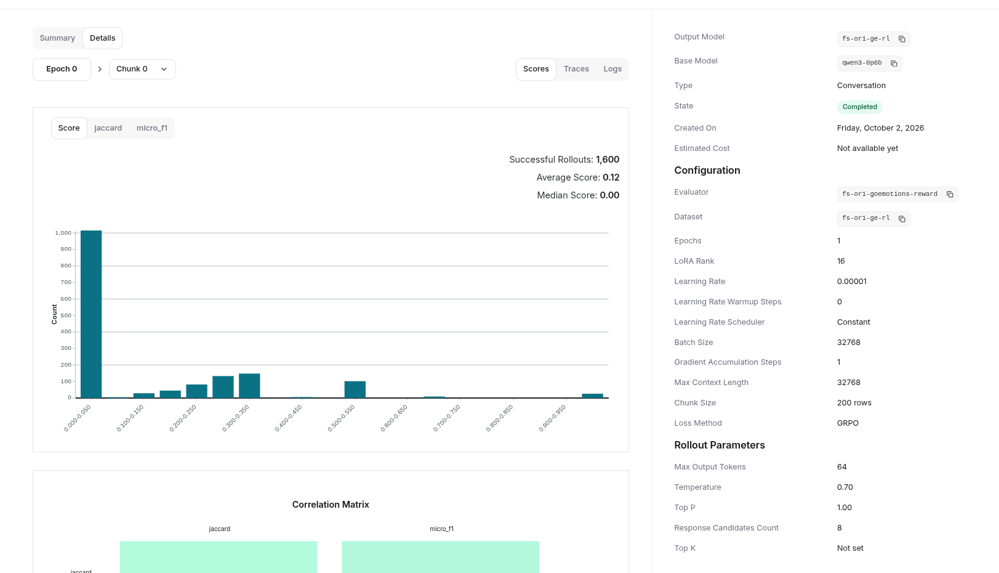 Summary
Details
Epoch 0
Chunk 0
Scores
Traces
Logs
Score
jaccard
micro_f1
Successful Rollouts: 1,600
Average Score: 0.12
Median Score: 0.00
1,000
900
800
700
600
500
400
300
200
100
0
Count
0.000-0.050
0.100-0.150
0.200-0.250
0.300-0.350
0.400-0.450
0.500-0.550
0.600-0.650
0.700-0.750
0.800-0.850
0.900-0.950
Correlation Matrix
jaccard
micro_f1
jaccard
Output Model fs-or1-ge-rl
Base Model qwen3-0p6b
Type Conversation
State Completed
Created On Friday, October 2, 2026
Estimated Cost Not available yet
Configuration
Evaluator fs-or1-goemotions-reward
Dataset fs-or1-ge-rl
Epochs 1
LoRA Rank 16
Learning Rate 0.00001
Learning Rate Warmup Steps 0
Learning Rate Scheduler Constant
Batch Size 32768
Gradient Accumulation Steps 1
Max Context Length 32768
Chunk Size 200 rows
Loss Method GRPO
Rollout Parameters
Max Output Tokens 64
Temperature 0.70
Top P 1.00
Response Candidates Count 8
Top K Not set